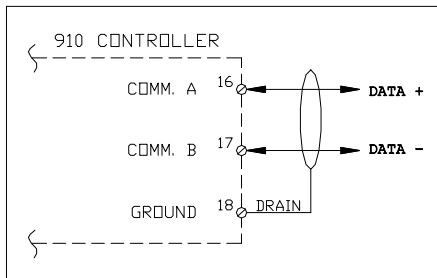 910 CONTROLLER
COMM. A 16 DATA +
COMM. B 17 DATA -
GROUND 18 DRAIN